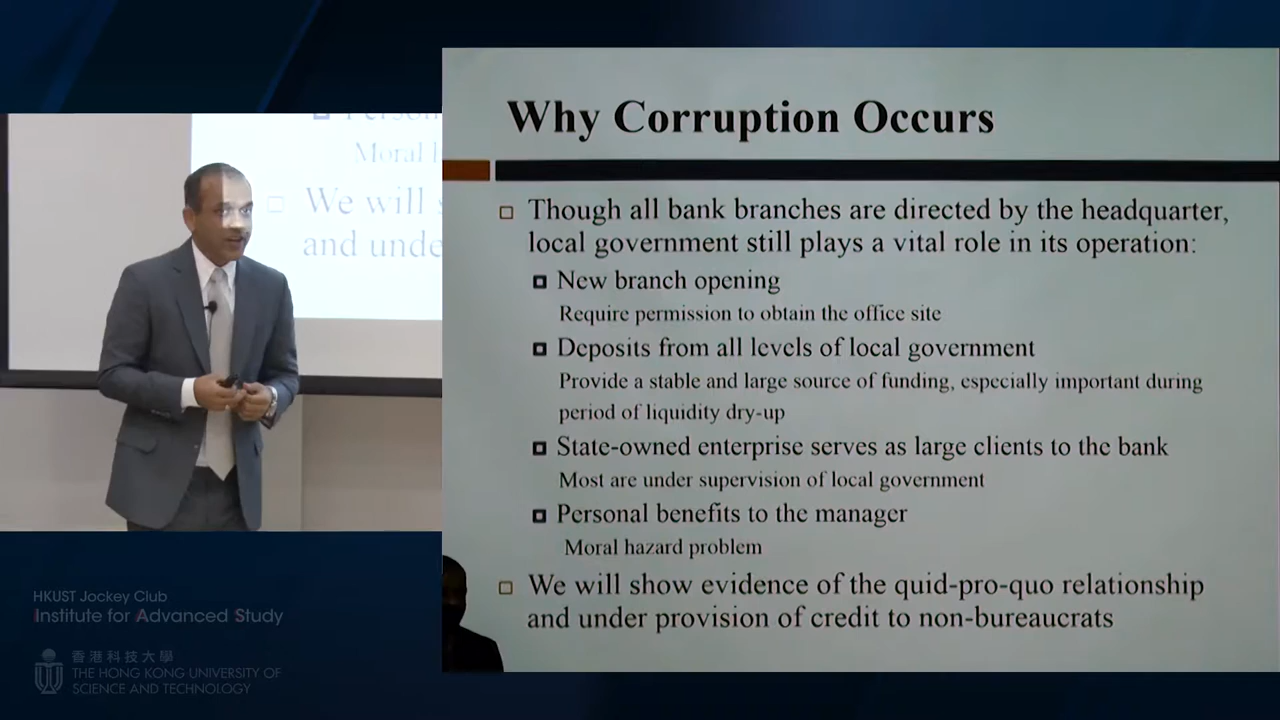 Person
Moral
We will
and unde
HKUST Jockey Club
Institute for Advanced Study
香港科技大學
THE HONG KONG UNIVERSITY OF
SCIENCE AND TECHNOLOGY
Why Corruption Occurs
Though all bank branches are directed by the headquarter,
local government still plays a vital role in its operation:
New branch opening
Require permission to obtain the office site
Deposits from all levels of local government
Provide a stable and large source of funding, especially important during
period of liquidity dry-up
State-owned enterprise serves as large clients to the bank
Most are under supervision of local government
Personal benefits to the manager
Moral hazard problem
We will show evidence of the quid-pro-quo relationship
and under provision of credit to non-bureaucrats